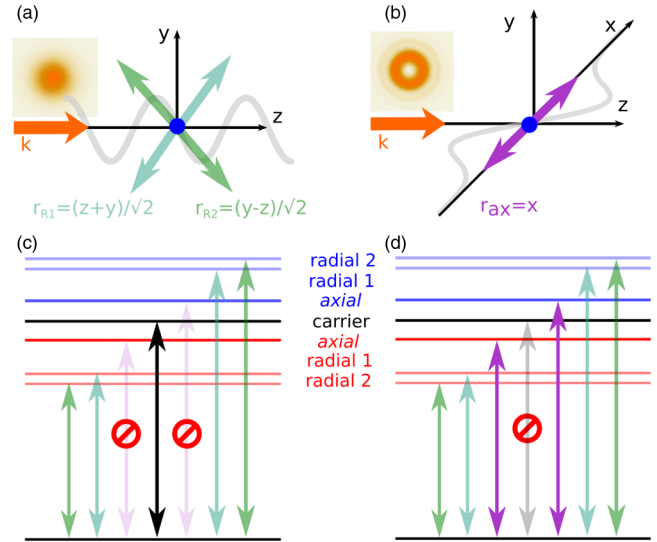 (a)
y
z
k
r_R1=(z+y)/√2
r_R2=(y-z)/√2
(b)
y
x
z
k
r_ax=x
(c)
radial 2
radial 1
axial
carrier
axial
radial 1
radial 2
(d)